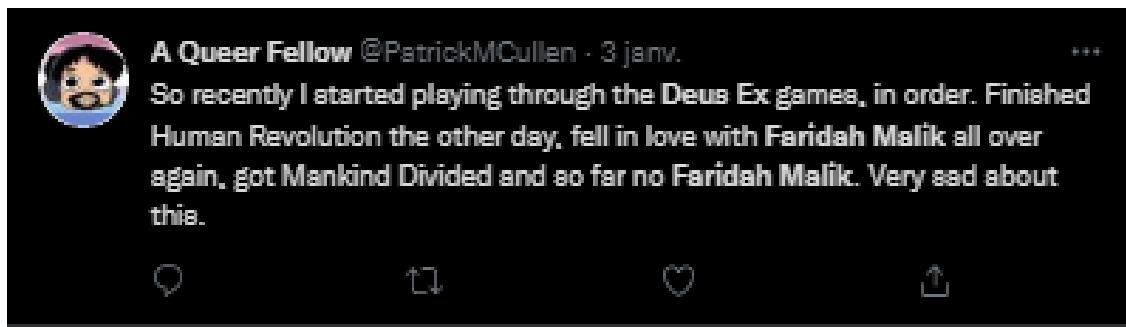 A Queer Fellow @PatrickMCullen · 3 janv.
So recently I started playing through the Deus Ex games, in order. Finished
Human Revolution the other day, fell in love with Faridah Malik all over
again, got Mankind Divided and so far no Faridah Malik. Very sad about
this.